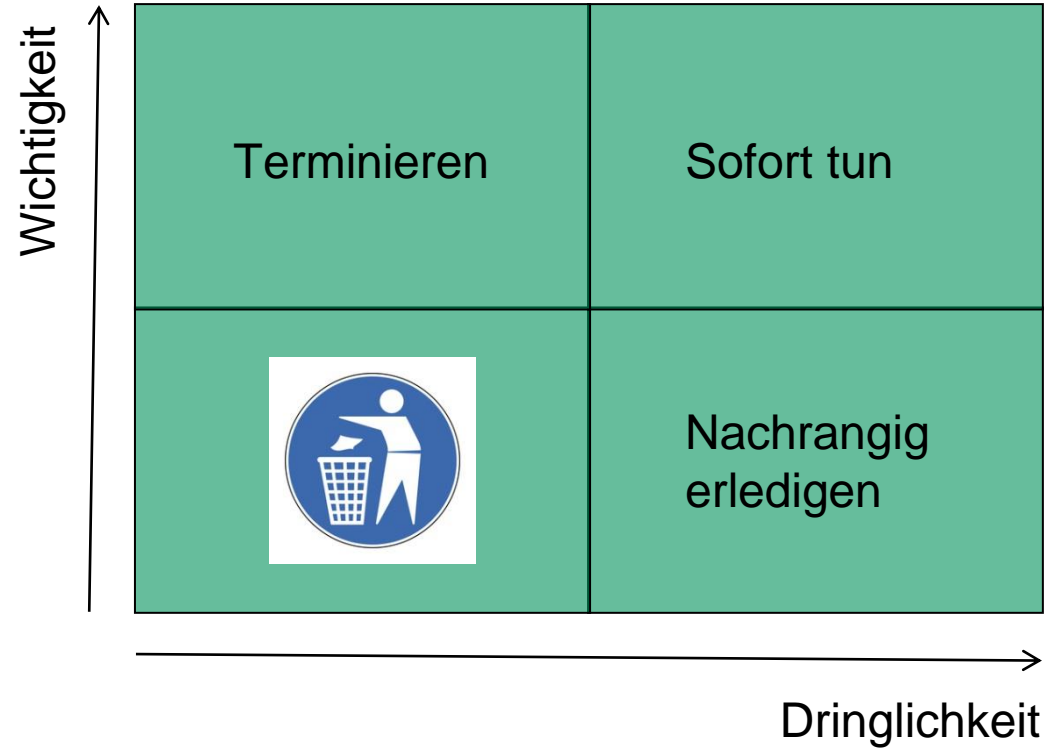 Wichtigkeit
Terminieren
Sofort tun
Nachrangig
erledigen
Dringlichkeit